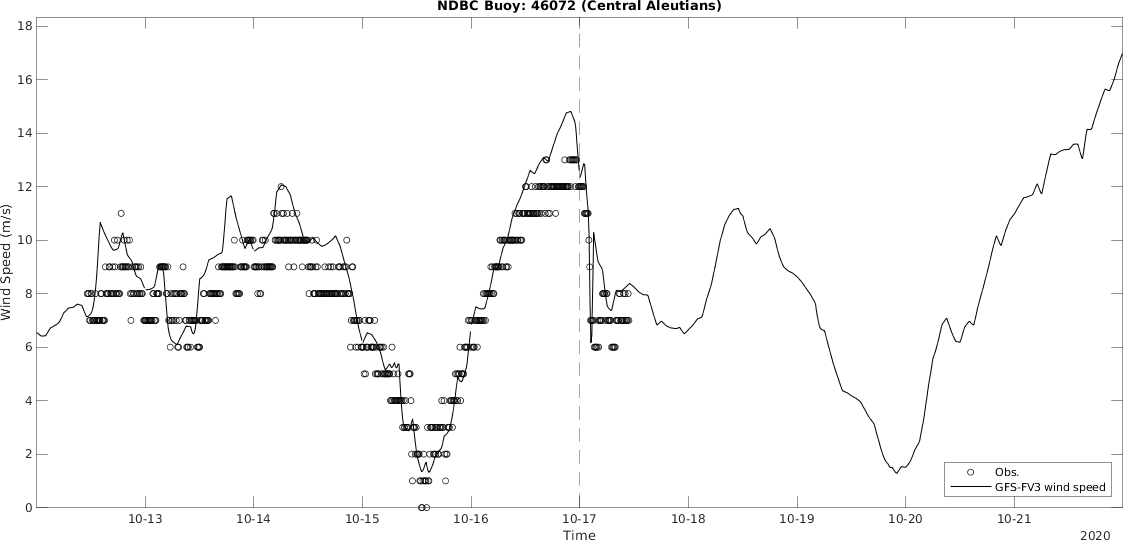 NDBC Buoy: 46072 (Central Aleutians)
18
16
14
12
10
8
6
4
2
0
Wind Speed (m/s)
Obs.
GFS-FV3 wind speed
10-13 10-14 10-15 10-16 10-17 10-18 10-19 10-20 10-21
Time
2020